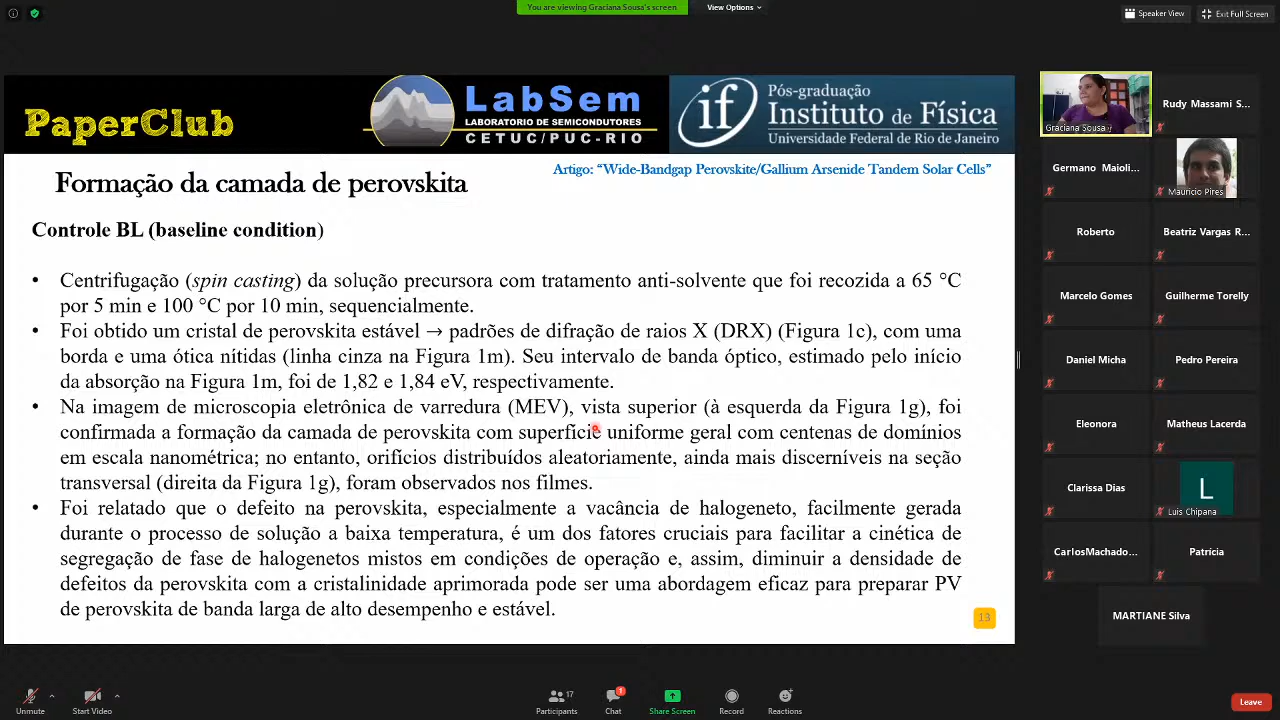 You are viewing Graciana Sousa's screen
View Options
Speaker View
Exit Full Screen
PaperClub
LabSem
LABORATORIO DE SEMICONDUTORES
CETUC/PUC-RIO
if
Pós-graduação
Instituto de Física
Universidade Federal do Rio de Janeiro
Formação da camada de perovskita
Artigo: “Wide-Bandgap Perovskite/Gallium Arsenide Tandem Solar Cells”
Controle BL (baseline condition)
• Centrifugação (spin casting) da solução precursora com tratamento anti-solvente que foi recozida a 65 °C
por 5 min e 100 °C por 10 min, sequencialmente.
• Foi obtido um cristal de perovskita estável → padrões de difração de raios X (DRX) (Figura 1c), com uma
borda e uma ótica nítidas (linha cinza na Figura 1m). Seu intervalo de banda óptico, estimado pelo início
da absorção na Figura 1m, foi de 1,82 e 1,84 eV, respectivamente.
• Na imagem de microscopia eletrônica de varredura (MEV), vista superior (à esquerda da Figura 1g), foi
confirmada a formação da camada de perovskita com superfície uniforme geral com centenas de domínios
em escala nanométrica; no entanto, orifícios distribuídos aleatoriamente, ainda mais discerníveis na seção
transversal (direita da Figura 1g), foram observados nos filmes.
• Foi relatado que o defeito na perovskita, especialmente a vacância de halogeneto, facilmente gerada
durante o processo de solução a baixa temperatura, é um dos fatores cruciais para facilitar a cinética de
segregação de fase de halogenetos mistos em condições de operação e, assim, diminuir a densidade de
defeitos da perovskita com a cristalinidade aprimorada pode ser uma abordagem eficaz para preparar PV
de perovskita de banda larga de alto desempenho e estável.
13
Graciana Sousa
Rudy Massami S...
Germano Maioli...
Mauricio Pires
Roberto
Beatriz Vargas R...
Marcelo Gomes
Guilherme Torelly
Daniel Micha
Pedro Pereira
Eleonora
Matheus Lacerda
Clarissa Dias
L
Luis Chipana
CarlosMachado...
Patrícia
MARTIANE Silva
Unmute
Start Video
17
Participants
1
Chat
Share Screen
Record
Reactions
Leave